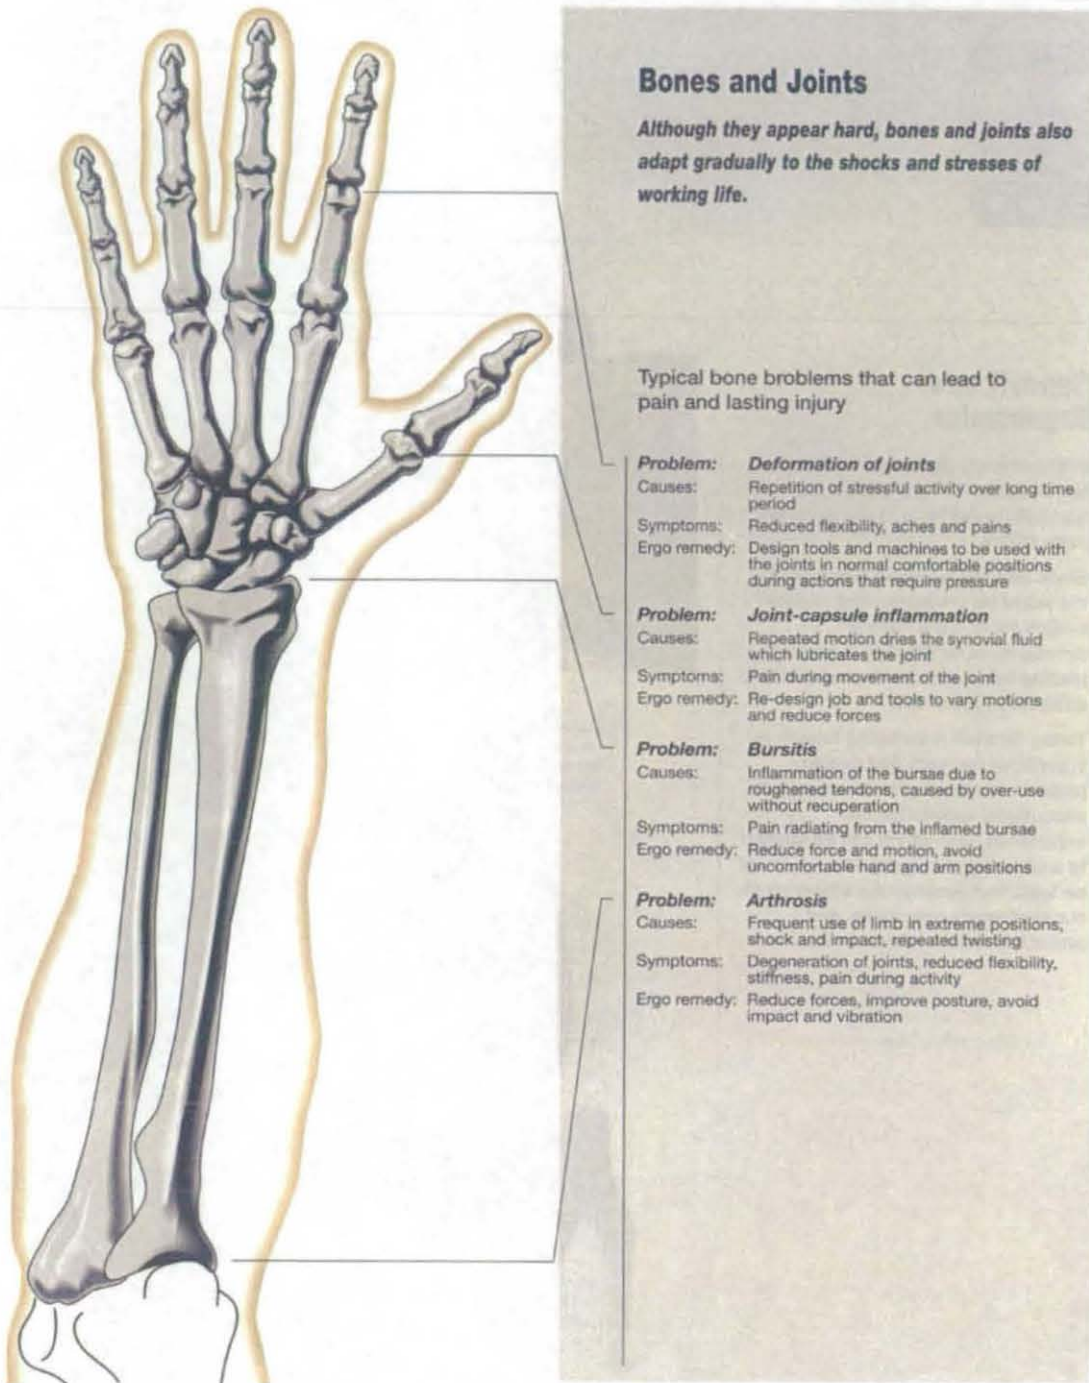 Bones and Joints
Although they appear hard, bones and joints also
adapt gradually to the shocks and stresses of
working life.
Typical bone broblems that can lead to
pain and lasting injury
Problem: Deformation of joints
Causes: Repetition of stressful activity over long time
period
Symptoms: Reduced flexibility, aches and pains
Ergo remedy: Design tools and machines to be used with
the joints in normal comfortable positions
during actions that require pressure
Problem: Joint-capsule inflammation
Causes: Repeated motion dries the synovial fluid
which lubricates the joint
Symptoms: Pain during movement of the joint
Ergo remedy: Re-design job and tools to vary motions
and reduce forces
Problem: Bursitis
Causes: Inflammation of the bursae due to
roughened tendons, caused by over-use
without recuperation
Symptoms: Pain radiating from the inflamed bursae
Ergo remedy: Reduce force and motion, avoid
uncomfortable hand and arm positions
Problem: Arthrosis
Causes: Frequent use of limb in extreme positions,
shock and impact, repeated twisting
Symptoms: Degeneration of joints, reduced flexibility,
stiffness, pain during activity
Ergo remedy: Reduce forces, improve posture, avoid
impact and vibration